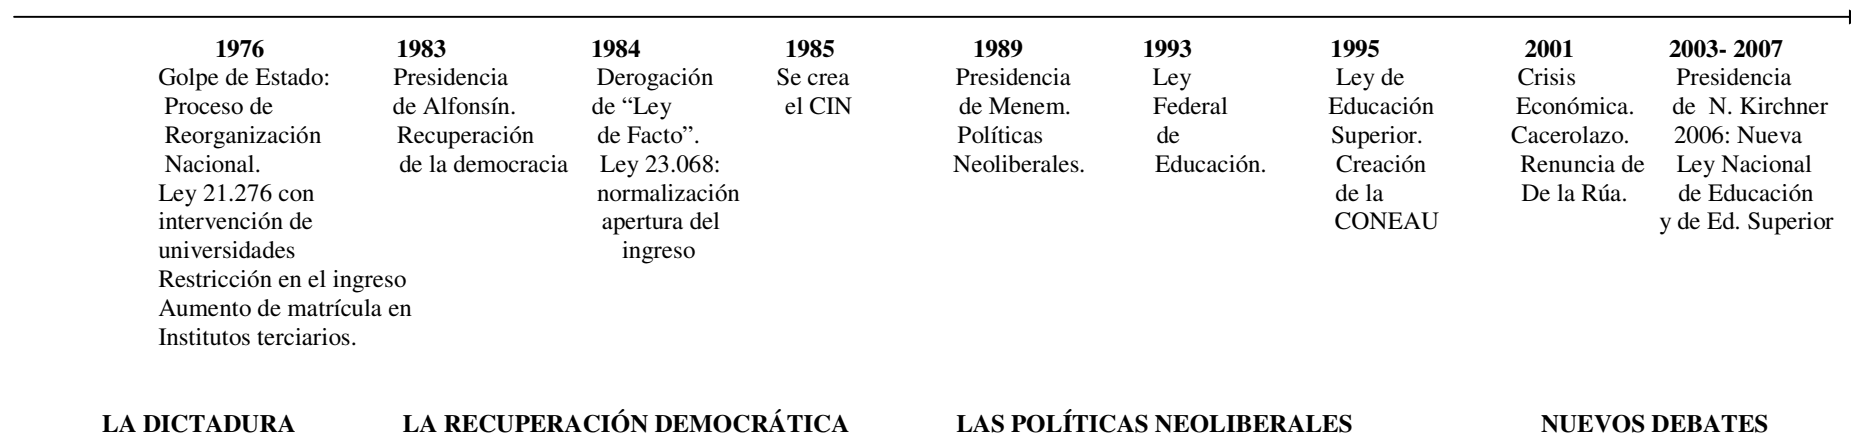 1976
Golpe de Estado:
Proceso de
Reorganización
Nacional.
Ley 21.276 con
intervención de
universidades
Restricción en el ingreso
Aumento de matrícula en
Institutos terciarios.
1983
Presidencia
de Alfonsín.
Recuperación
de la democracia
1984
Derogación
de “Ley
de Facto”.
Ley 23.068:
normalización
apertura del
ingreso
1985
Se crea
el CIN
1989
Presidencia
de Menem.
Políticas
Neoliberales.
1993
Ley
Federal
de
Educación.
1995
Ley de
Educación
Superior.
Creación
de la
CONEAU
2001
Crisis
Económica.
Cacerolazo.
Renuncia de
De la Rúa.
2003- 2007
Presidencia
de N. Kirchner
2006: Nueva
Ley Nacional
de Educación
y de Ed. Superior
LA DICTADURA
LA RECUPERACIÓN DEMOCRÁTICA
LAS POLÍTICAS NEOLIBERALES
NUEVOS DEBATES